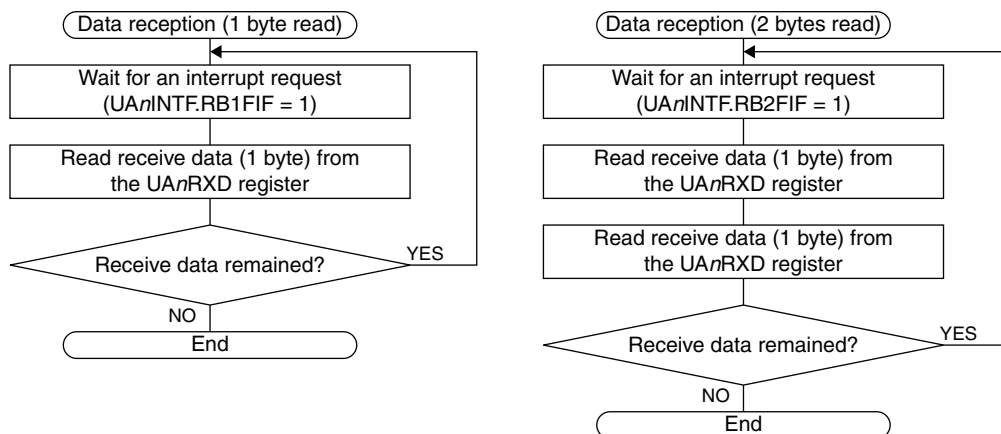 Data reception (1 byte read)
Wait for an interrupt request
(UAnINTF.RB1FIF = 1)
Read receive data (1 byte) from
the UAnRXD register
Receive data remained?
YES
NO
End
Data reception (2 bytes read)
Wait for an interrupt request
(UAnINTF.RB2FIF = 1)
Read receive data (1 byte) from
the UAnRXD register
Read receive data (1 byte) from
the UAnRXD register
Receive data remained?
YES
NO
End